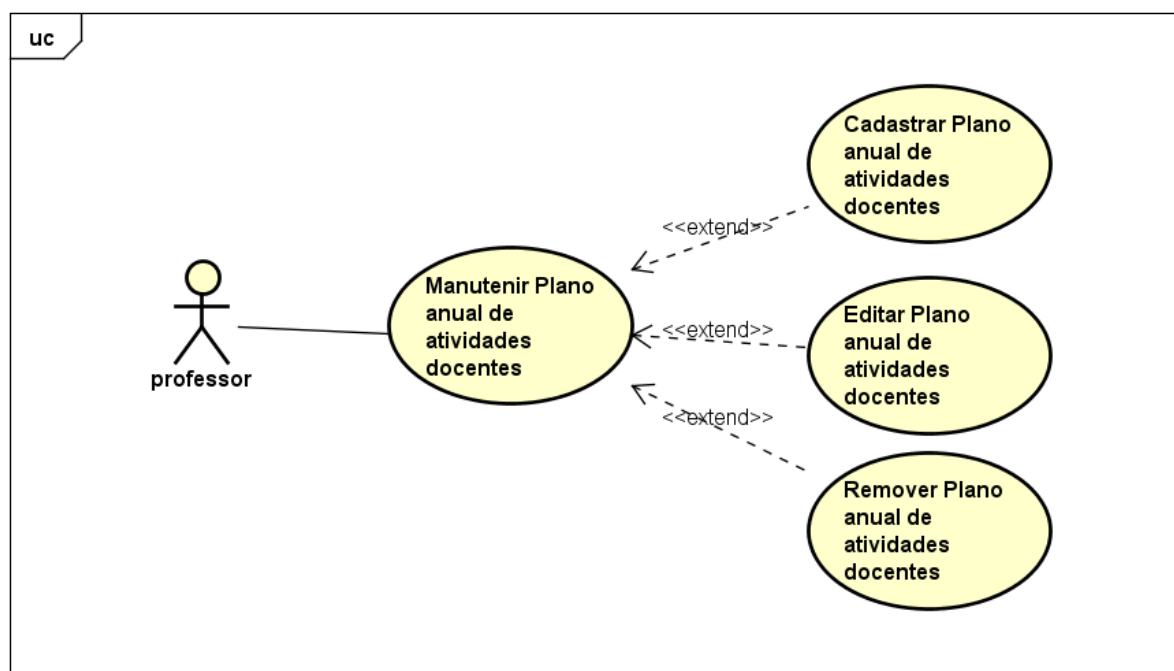 uc
Cadastrar Plano
anual de
atividades
docentes
<<extend>>
Manutenir Plano
anual de
atividades
docentes
professor
<<extend>>
Editar Plano
anual de
atividades
docentes
<<extend>>
Remover Plano
anual de
atividades
docentes